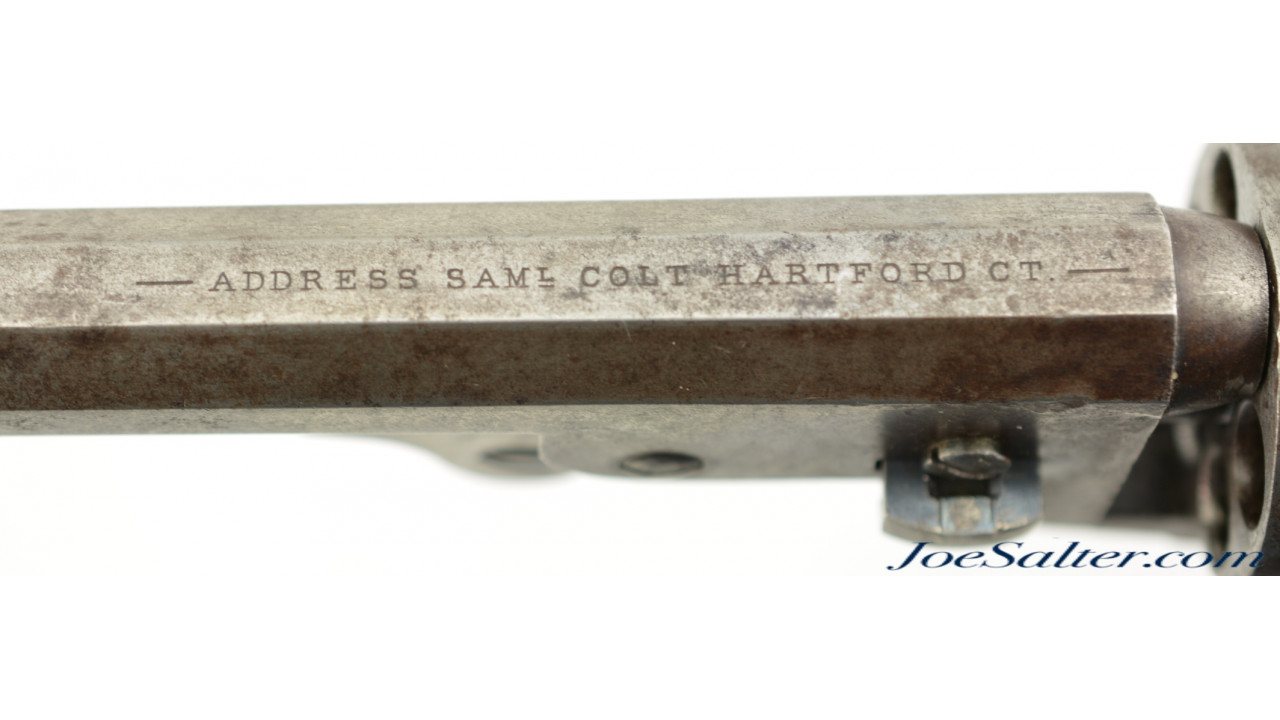 — ADDRESS SAMᴸ COLT HARTFORD CT. —
JoeSalter.com